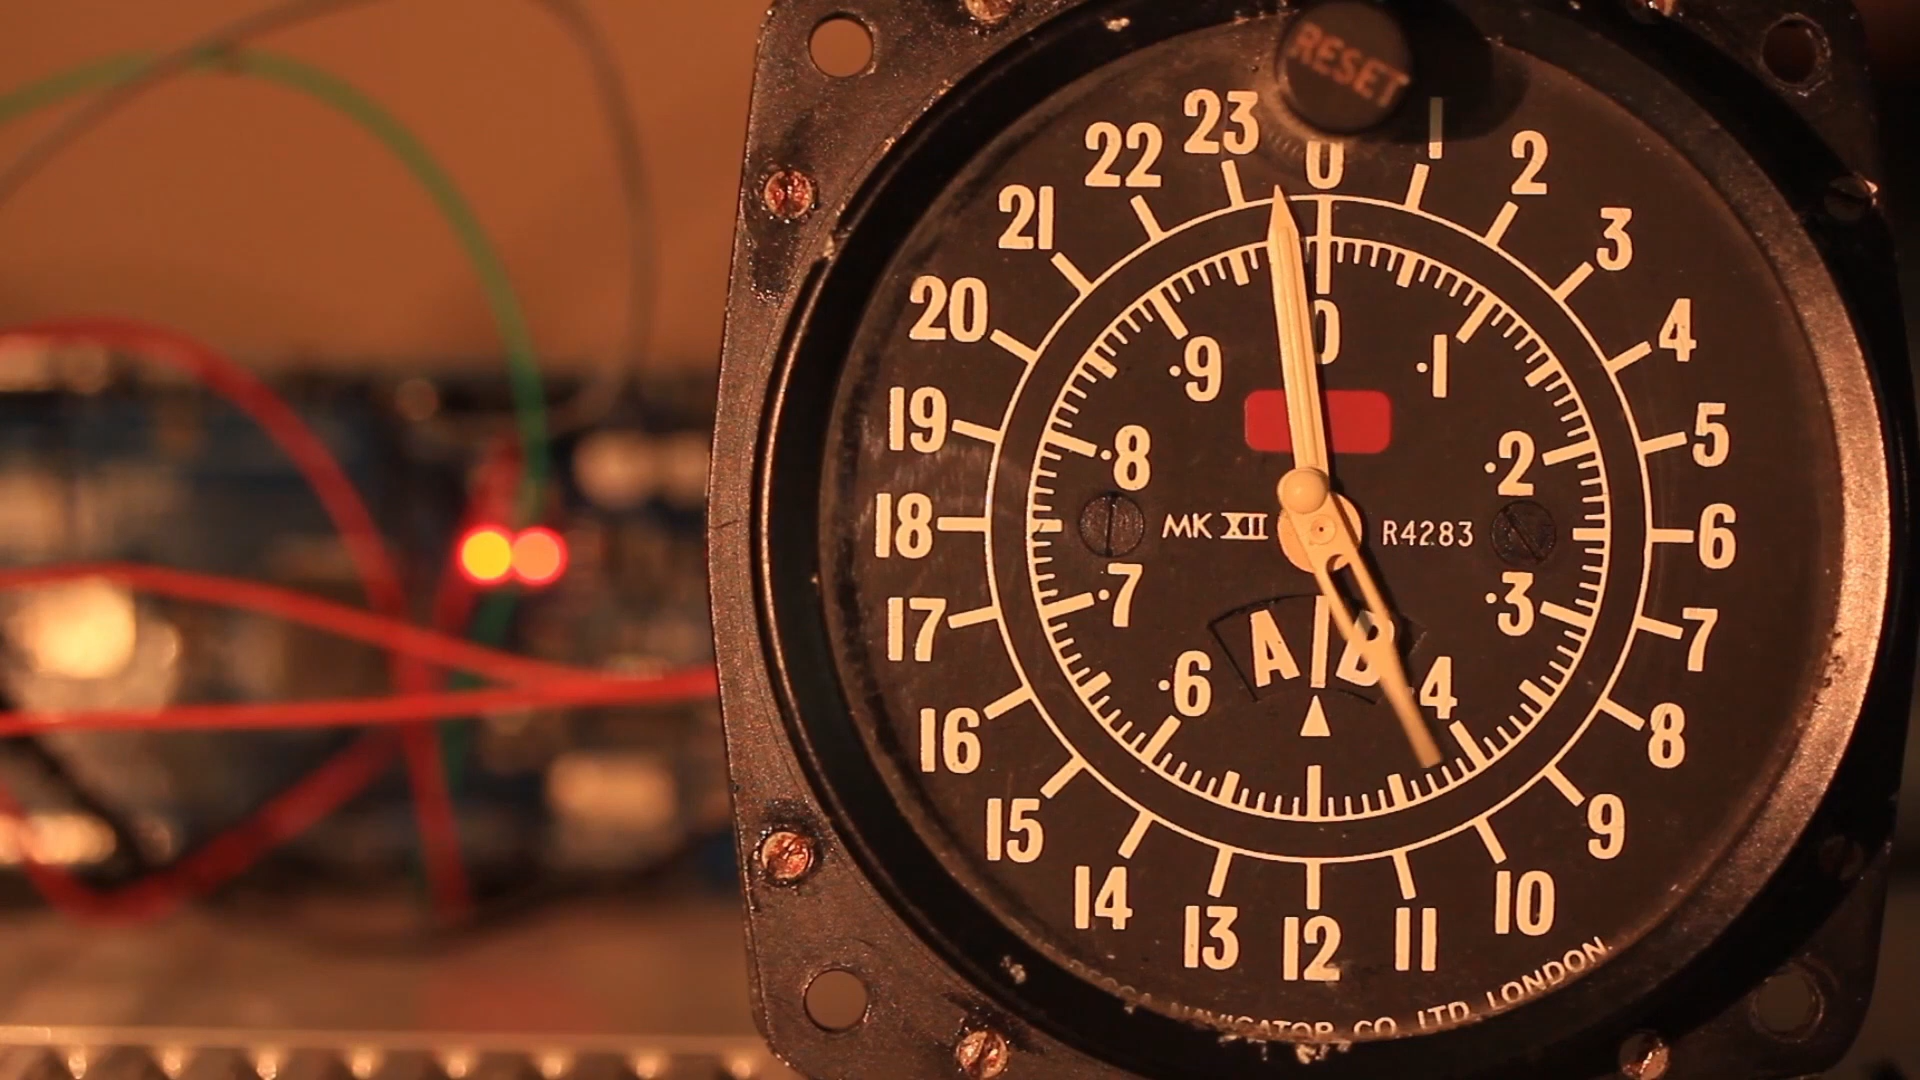 RESET
23 0 1
22 2
21 3
20 4
19 5
18 6
17 7
16 8
15 9
14 10
13 12 11
0
.9 .1
.8 .2
MK XII R4283
.7 .3
.6 .4
A B
NAVIGATOR CO LTD. LONDON.